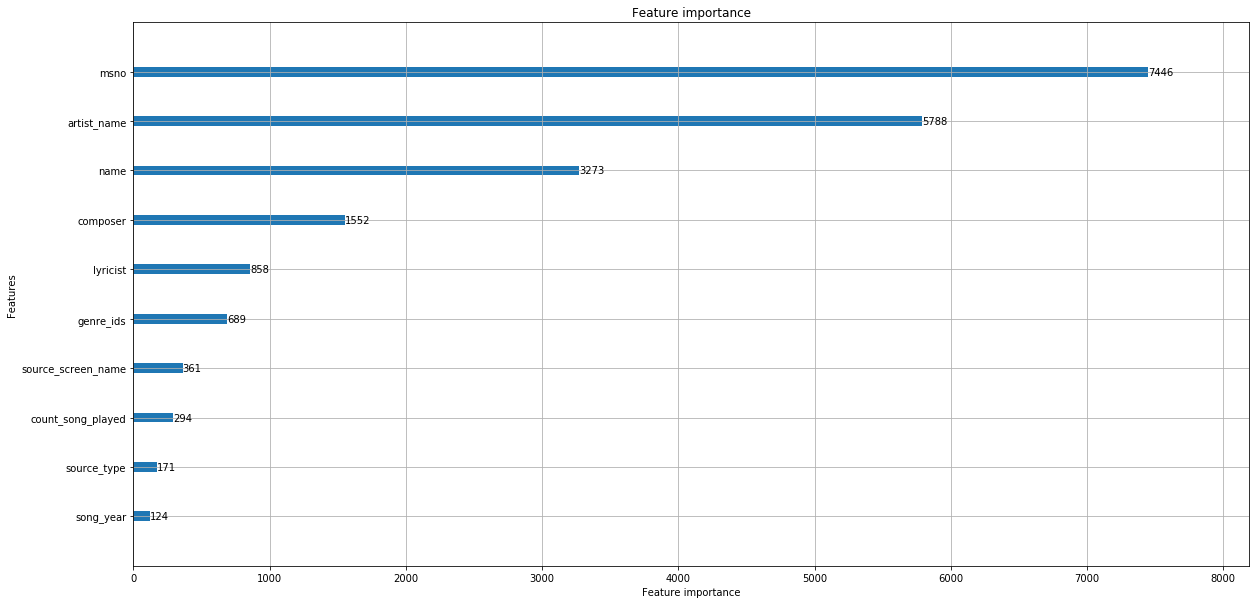 Feature importance
msno 7446
artist_name 5788
name 3273
composer 1552
lyricist 858
genre_ids 689
source_screen_name 361
count_song_played 294
source_type 171
song_year 124
Features
0 1000 2000 3000 4000 5000 6000 7000 8000
Feature importance